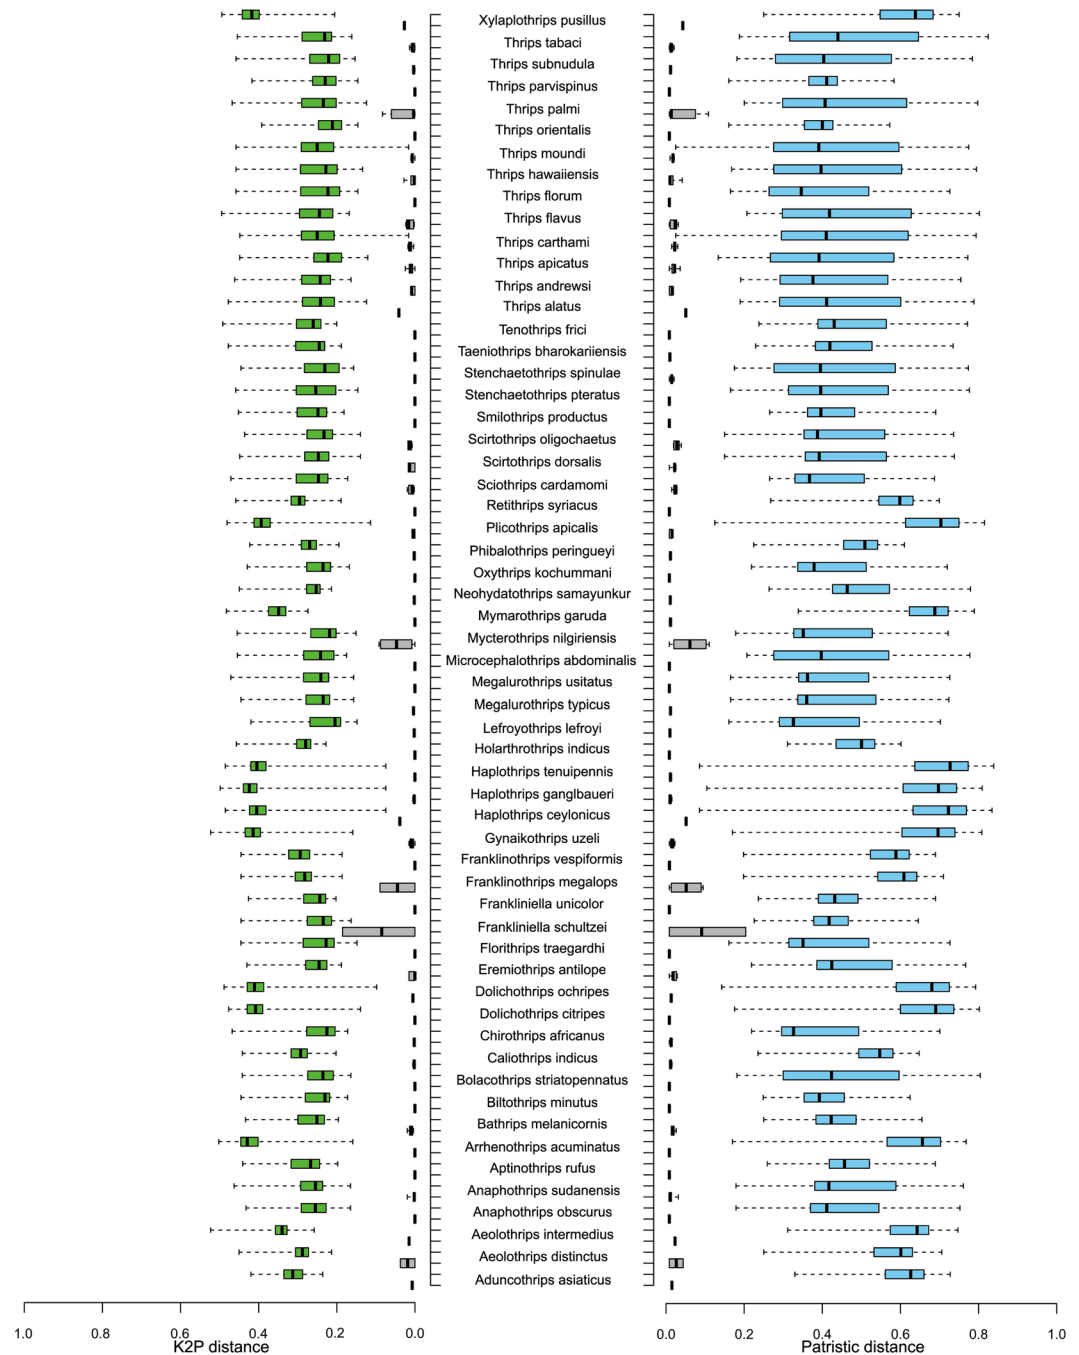 Xylaplothrips pusillus
Thrips tabaci
Thrips subnudula
Thrips parvispinus
Thrips palmi
Thrips orientalis
Thrips moundi
Thrips hawaiiensis
Thrips florum
Thrips flavus
Thrips carthami
Thrips apicatus
Thrips andrewsi
Thrips alatus
Tenothrips frici
Taeniothrips bharokariiensis
Stenchaetothrips spinulae
Stenchaetothrips pteratus
Smilothrips productus
Scirtothrips oligochaetus
Scirtothrips dorsalis
Sciothrips cardamomi
Retithrips syriacus
Plicothrips apicalis
Phibalothrips peringueyi
Oxythrips kochummani
Neohydatothrips samayunkur
Mymarothrips garuda
Mycterothrips nilgiriensis
Microcephalothrips abdominalis
Megalurothrips usitatus
Megalurothrips typicus
Lefroyothrips lefroyi
Holarthrothrips indicus
Haplothrips tenuipennis
Haplothrips ganglbaueri
Haplothrips ceylonicus
Gynaikothrips uzeli
Franklinothrips vespiformis
Franklinothrips megalops
Frankliniella unicolor
Frankliniella schultzei
Florithrips traegardhi
Eremiothrips antilope
Dolichothrips ochripes
Dolichothrips citripes
Chirothrips africanus
Caliothrips indicus
Bolacothrips striatopennatus
Biltothrips minutus
Bathrips melanicornis
Arrhenothrips acuminatus
Aptinothrips rufus
Anaphothrips sudanensis
Anaphothrips obscurus
Aeolothrips intermedius
Aeolothrips distinctus
Aduncothrips asiaticus
1.0 0.8 0.6 0.4 0.2 0.0 0.0 0.2 0.4 0.6 0.8 1.0
K2P distance Patristic distance